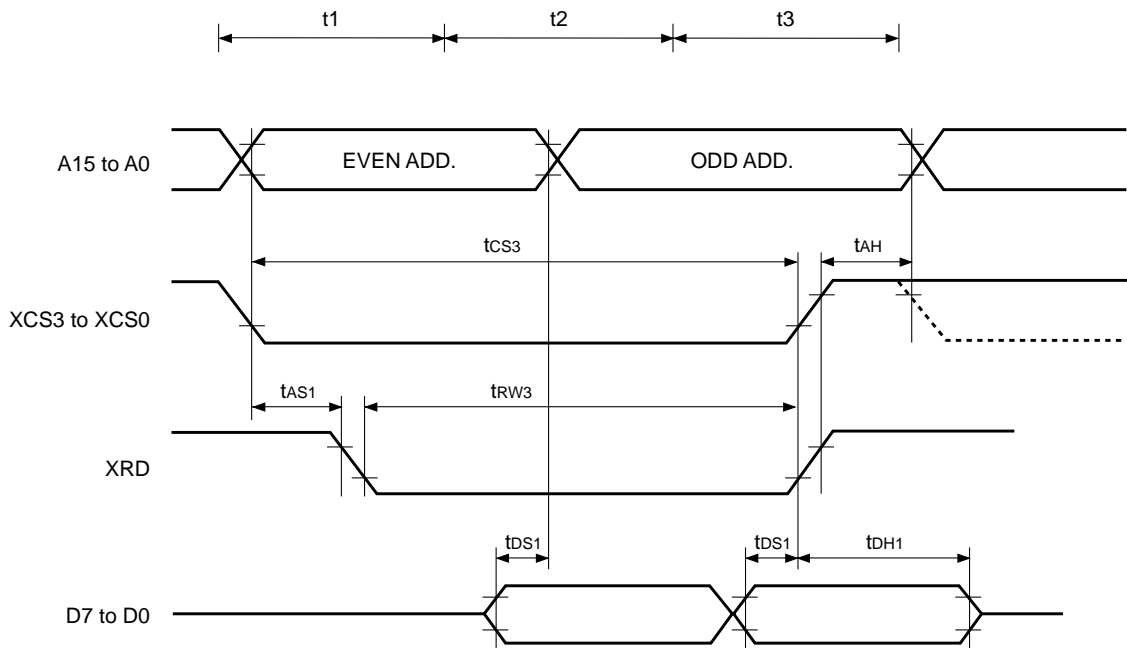 t1 t2 t3
A15 to A0 EVEN ADD. ODD ADD.
tCS3 tAH
XCS3 to XCS0
tAS1 tRW3
XRD
tDS1 tDS1 tDH1
D7 to D0